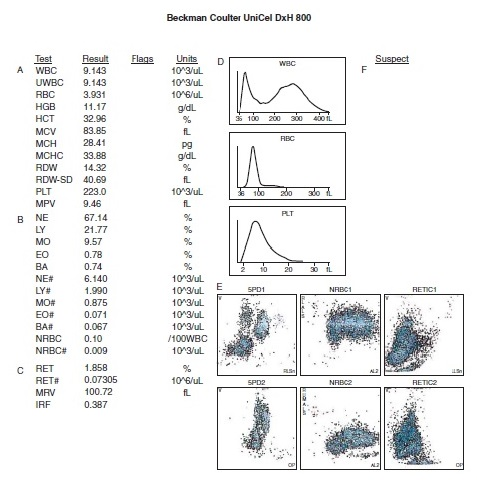 Beckman Coulter UniCel DxH 800
Test Result Flags Units
A WBC 9.143 10^3/uL
UWBC 9.143 10^3/uL
RBC 3.931 10^6/uL
HGB 11.17 g/dL
HCT 32.96 %
MCV 83.85 fL
MCH 28.41 pg
MCHC 33.88 g/dL
RDW 14.32 %
RDW-SD 40.69 fL
PLT 223.0 10^3/uL
MPV 9.46 fL
B NE 67.14 %
LY 21.77 %
MO 9.57 %
EO 0.78 %
BA 0.74 %
NE# 6.140 10^3/uL
LY# 1.990 10^3/uL
MO# 0.875 10^3/uL
EO# 0.071 10^3/uL
BA# 0.067 10^3/uL
NRBC 0.10 /100WBC
NRBC# 0.009 10^3/uL
C RET 1.858 %
RET# 0.07305 10^6/uL
MRV 100.72 fL
IRF 0.387
D WBC
35 100 200 300 400 fL
RBC
36 100 200 300 fL
PLT
2 10 20 30 fL
E 5PD1 NRBC1 RETIC1
V V
RLSn AL2 LLSn
5PD2 NRBC2 RETIC2
V
OP AL2 OP
F Suspect